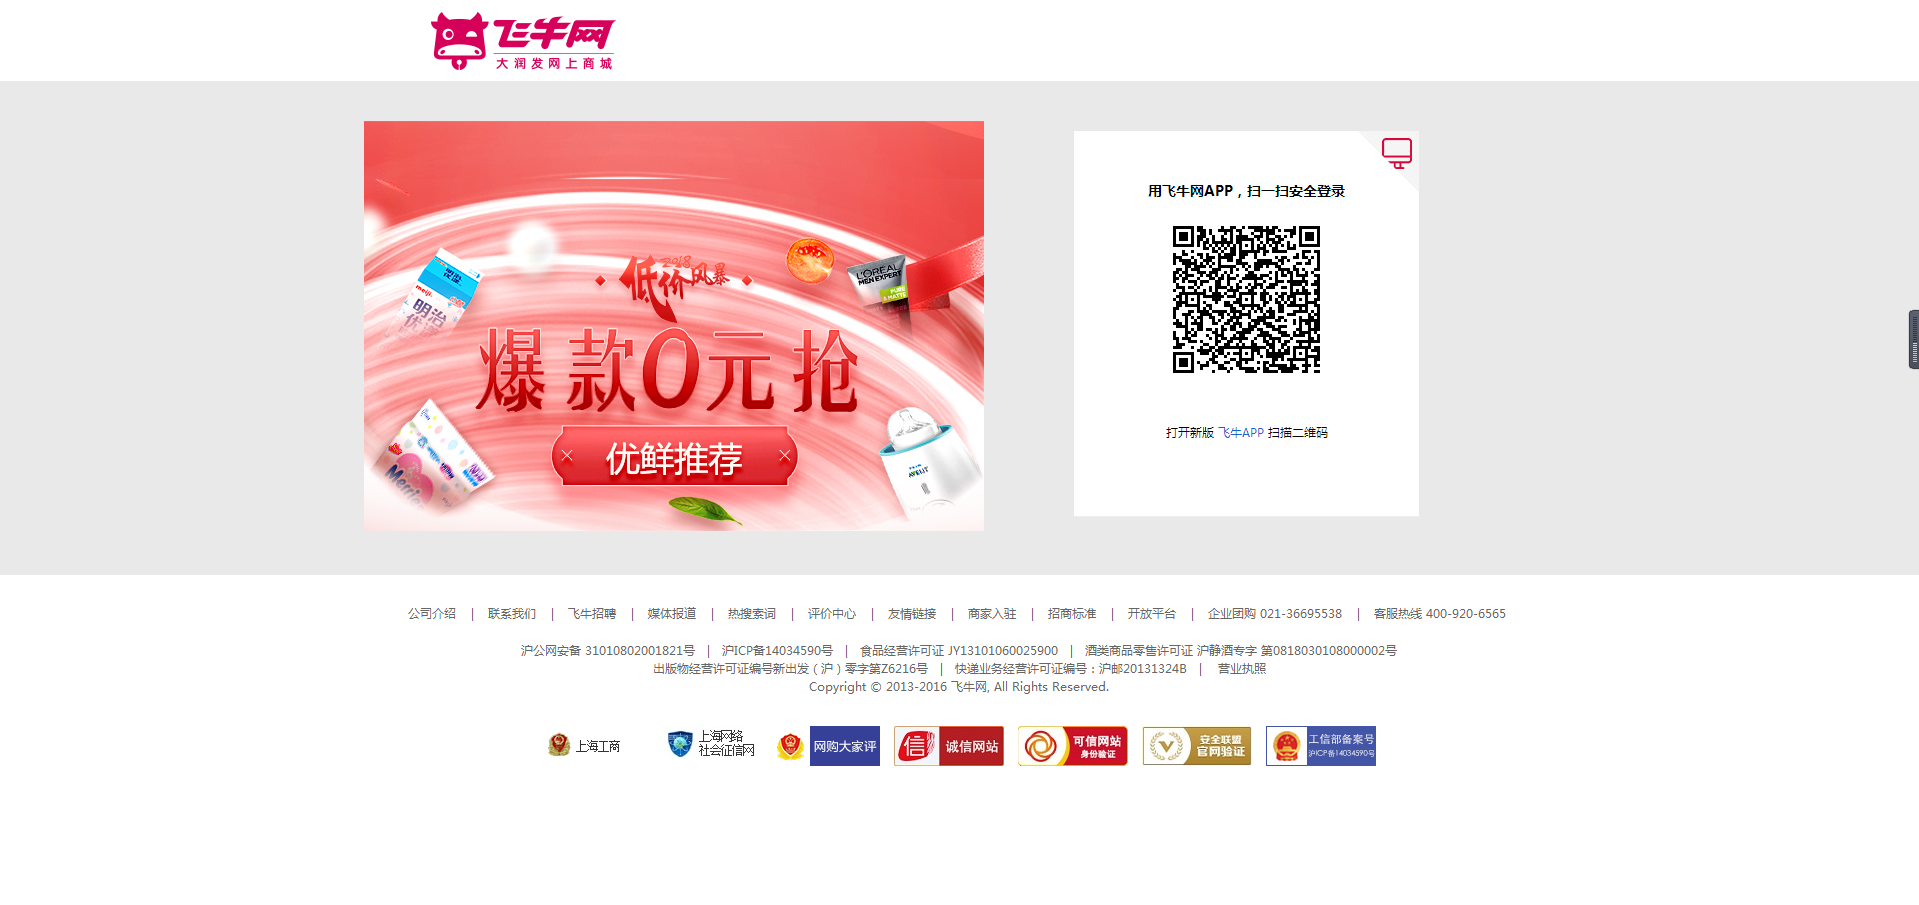 飞牛网
大润发网上商城
2018
低价风暴
爆款0元抢
优鲜推荐
meiji
明治
L'OREAL
MEN EXPERT
PURE
& MATTE
Merries
AVENT
用飞牛网APP，扫一扫安全登录
打开新版 飞牛APP 扫描二维码
公司介绍 | 联系我们 | 飞牛招聘 | 媒体报道 | 热搜索词 | 评价中心 | 友情链接 | 商家入驻 | 招商标准 | 开放平台 | 企业团购 021-36695538 | 客服热线 400-920-6565
沪公网安备 31010802001821号 | 沪ICP备14034590号 | 食品经营许可证 JY13101060025900 | 酒类商品零售许可证 沪静酒专字 第0818030108000002号
出版物经营许可证编号新出发（沪）零字第Z6216号 | 快递业务经营许可证编号：沪邮20131324B | 营业执照
Copyright © 2013-2016 飞牛网, All Rights Reserved.
上海工商
上海网络
社会征信网
网购大家评
信 诚信网站
可信网站
身份验证
安全联盟
官网验证
工信部备案号
沪ICP备14034590号